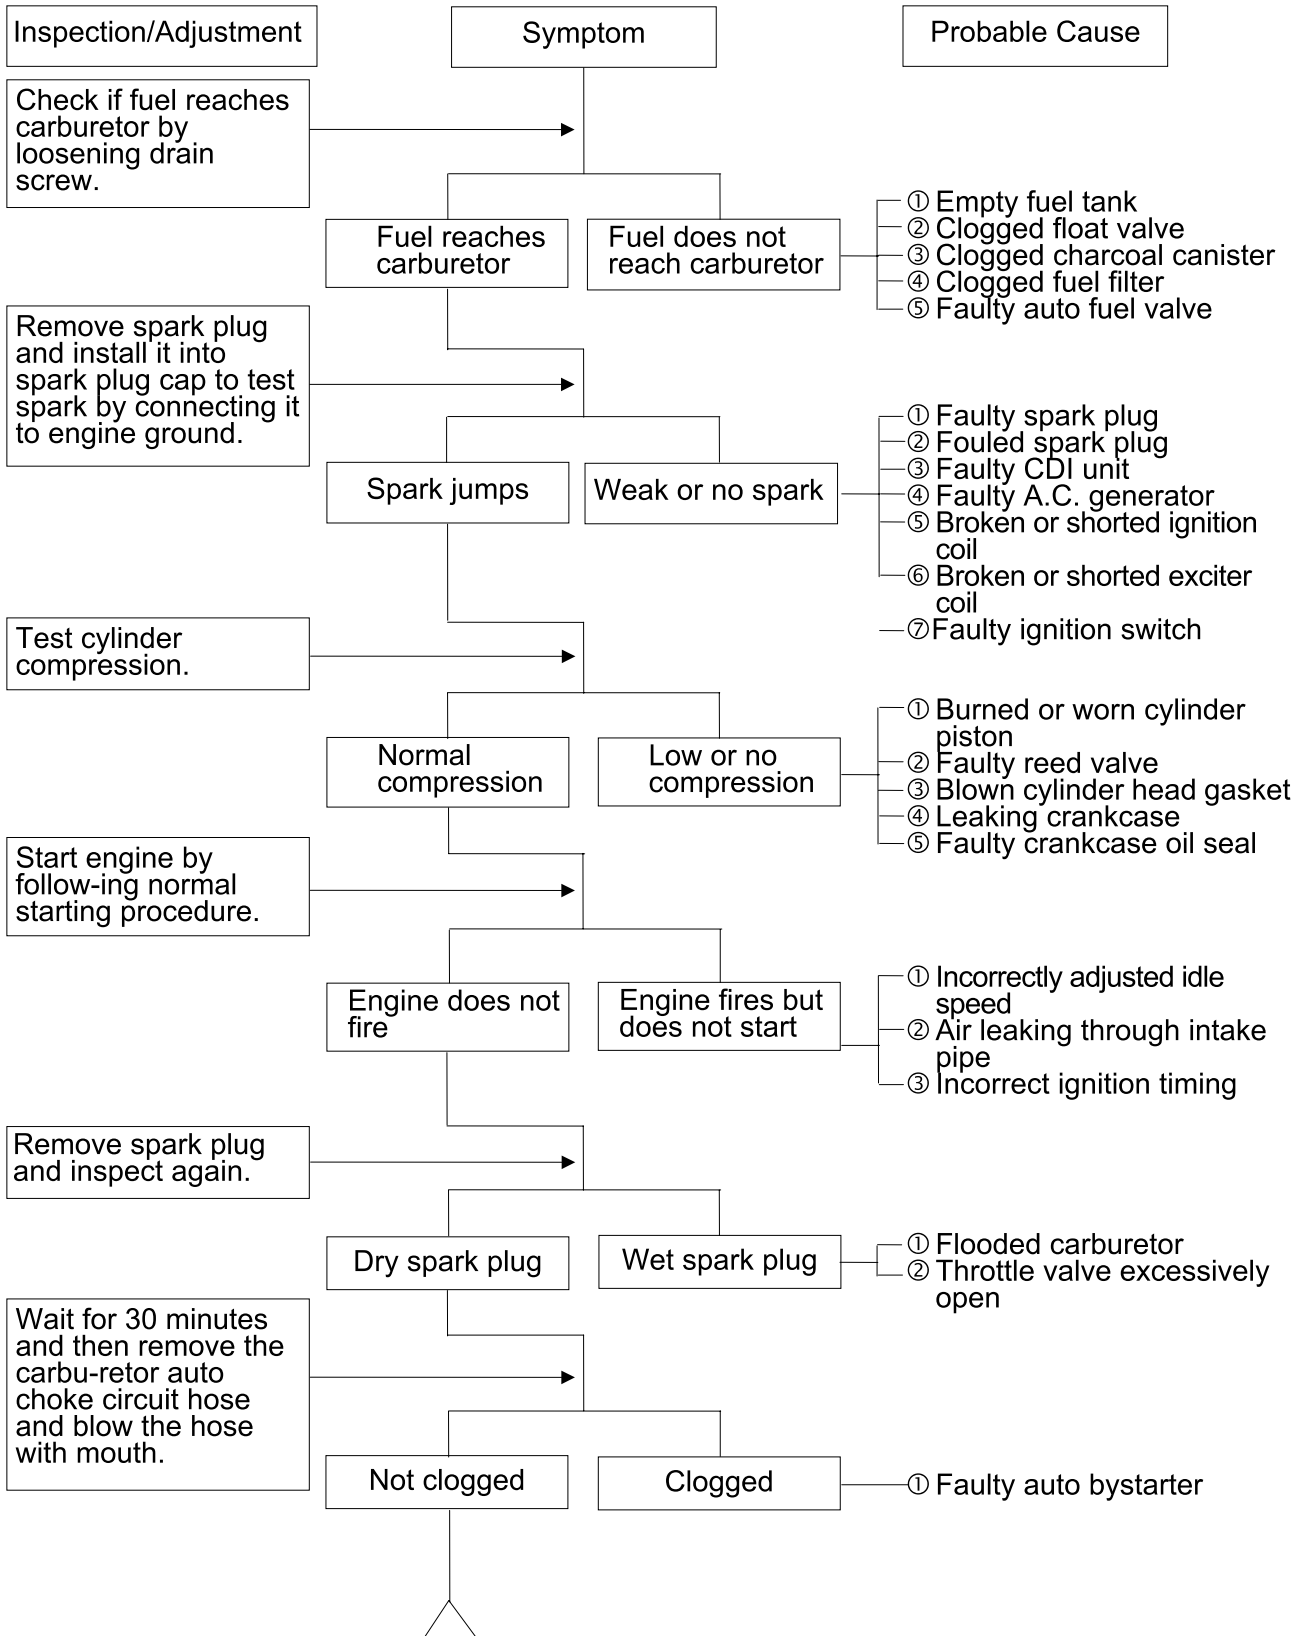 Inspection/Adjustment
Symptom
Probable Cause
Check if fuel reaches
carburetor by
loosening drain
screw.
Fuel reaches
carburetor
Fuel does not
reach carburetor
① Empty fuel tank
② Clogged float valve
③ Clogged charcoal canister
④ Clogged fuel filter
⑤ Faulty auto fuel valve
Remove spark plug
and install it into
spark plug cap to test
spark by connecting it
to engine ground.
Spark jumps
Weak or no spark
① Faulty spark plug
② Fouled spark plug
③ Faulty CDI unit
④ Faulty A.C. generator
⑤ Broken or shorted ignition
coil
⑥ Broken or shorted exciter
coil
⑦Faulty ignition switch
Test cylinder
compression.
Normal
compression
Low or no
compression
① Burned or worn cylinder
piston
② Faulty reed valve
③ Blown cylinder head gasket
④ Leaking crankcase
⑤ Faulty crankcase oil seal
Start engine by
follow-ing normal
starting procedure.
Engine does not
fire
Engine fires but
does not start
① Incorrectly adjusted idle
speed
② Air leaking through intake
pipe
③ Incorrect ignition timing
Remove spark plug
and inspect again.
Dry spark plug
Wet spark plug
① Flooded carburetor
② Throttle valve excessively
open
Wait for 30 minutes
and then remove the
carbu-retor auto
choke circuit hose
and blow the hose
with mouth.
Not clogged
Clogged
① Faulty auto bystarter